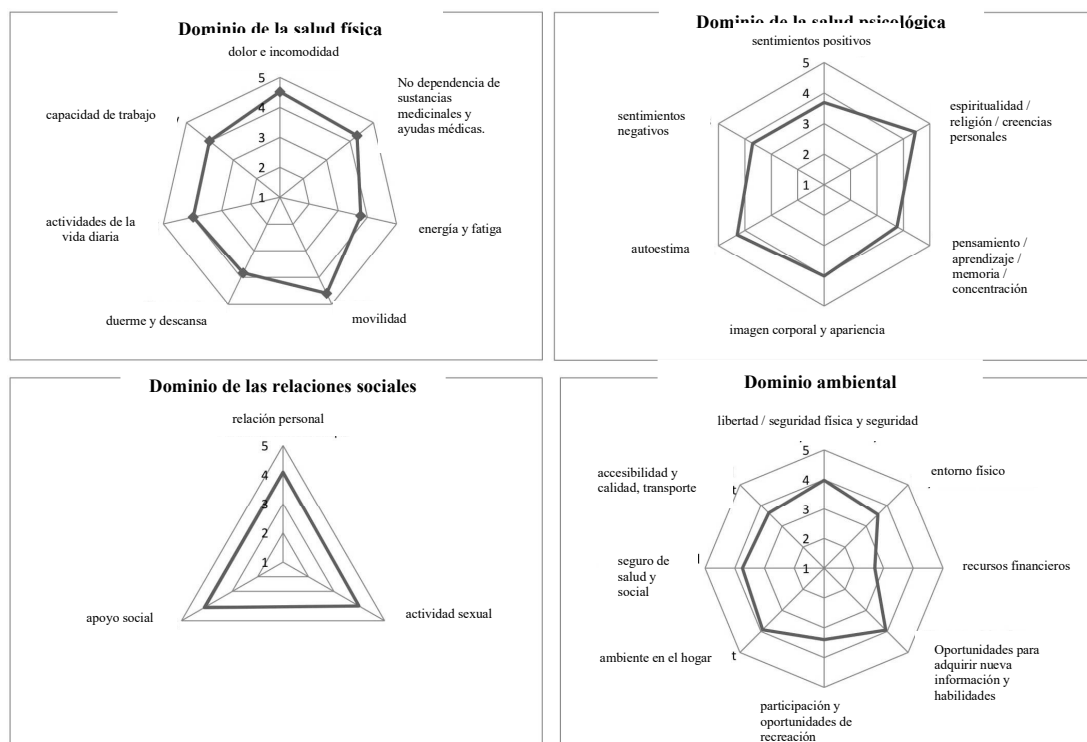 Dominio de la salud física
dolor e incomodidad
5
4
3
2
1
No dependencia de
sustancias
medicinales y
ayudas médicas.
capacidad de trabajo
actividades de la
vida diaria
energía y fatiga
duerme y descansa
movilidad
Dominio de la salud psicológica
sentimientos positivos
5
4
3
2
1
sentimientos
negativos
espiritualidad /
religión / creencias
personales
autoestima
pensamiento /
aprendizaje /
memoria /
concentración
imagen corporal y apariencia
Dominio de las relaciones sociales
relación personal
5
4
3
2
1
apoyo social
actividad sexual
Dominio ambiental
libertad / seguridad física y seguridad
5
4
3
2
1
accesibilidad y
calidad, transporte
t
entorno físico
seguro de
salud y
social
l
recursos financieros
ambiente en el hogar
t
Oportunidades para
adquirir nueva
información y
habilidades
participación y
oportunidades de
recreación